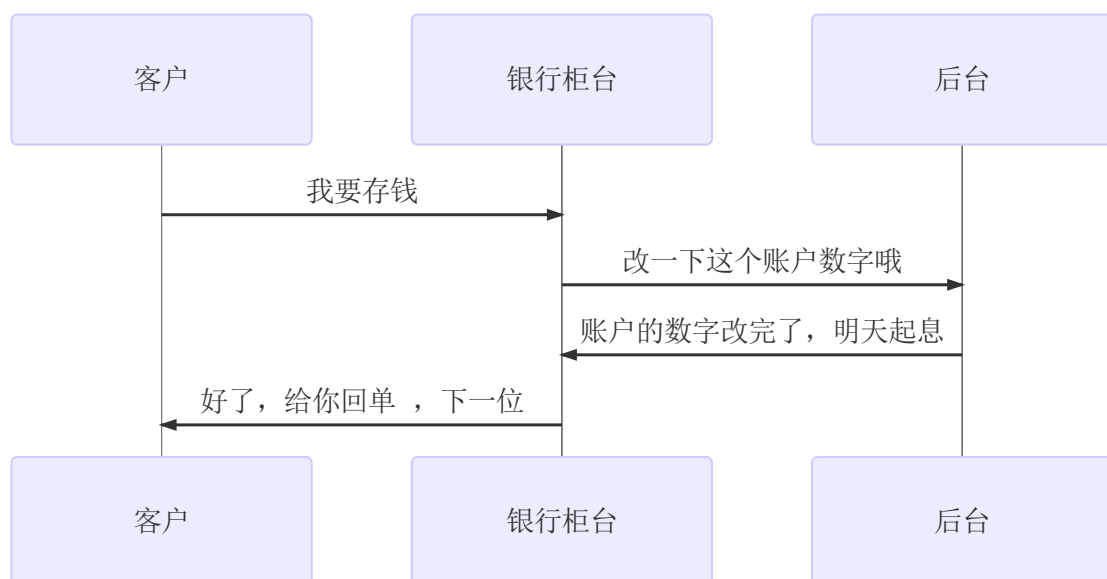 客户
银行柜台
后台
我要存钱
改一下这个账户数字哦
账户的数字改完了，明天起息
好了，给你回单 ，下一位
客户
银行柜台
后台